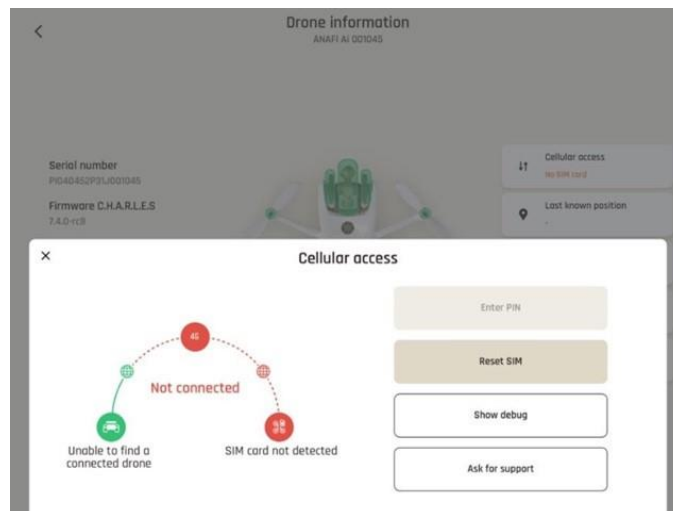 Drone information
ANAFI Ai 001045
Serial number
PI040452P31J001045
Firmware C.H.A.R.L.E.S
7.4.0-rc8
Cellular access
No SIM card
Last known position
-
Cellular access
4G
Not connected
Unable to find a
connected drone
SIM card not detected
Enter PIN
Reset SIM
Show debug
Ask for support